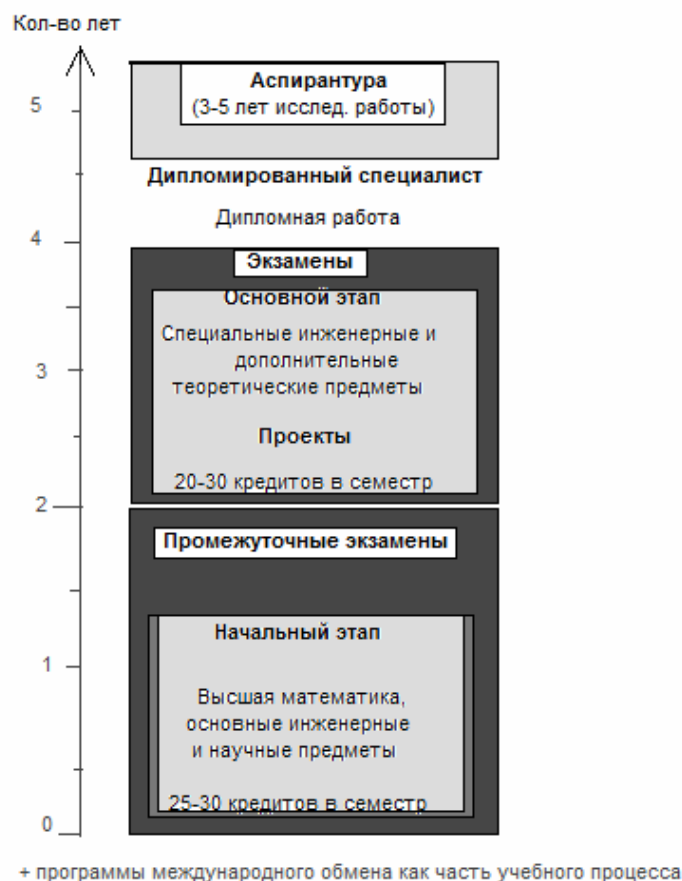 Кол-во лет
Аспирантура
5
(3-5 лет исслед. работы)
Дипломированный специалист
Дипломная работа
4
Экзамены
Основной этап
Специальные инженерные и
дополнительные
3
теоретические предметы
Проекты
20-30 кредитов в семестр
2
Промежуточные экзамены
Начальный этап
1
Высшая математика,
основные инженерные
и научные предметы
25-30 кредитов в семестр
0
+ программы международного обмена как часть учебного процесса